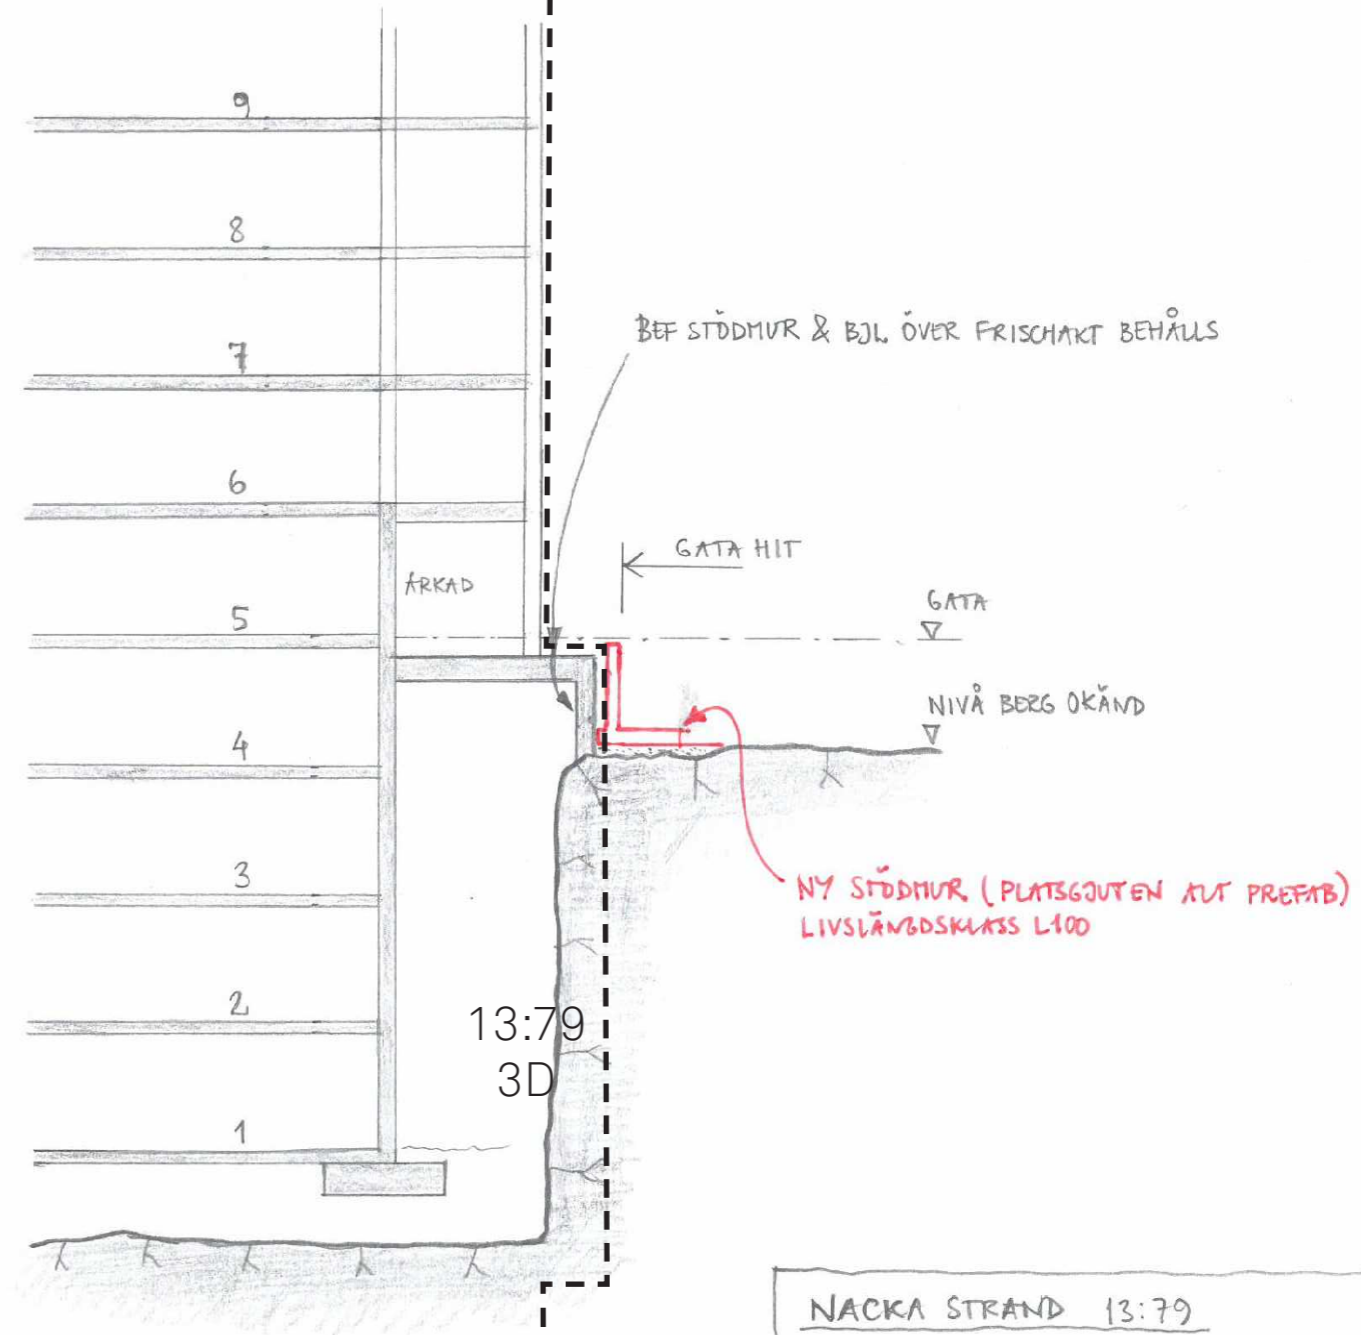 9
8
BEF STÖDMUR & BJL ÖVER FRISCHAKT BEHÅLLS
7
6
GATA HIT
ARKAD
GATA
5
NIVÅ BERG OKÄND
4
3
NY STÖDMUR (PLATSGJUTEN ALT PREFAB)
LIVSLÄNGDSKLASS L100
2
13:79
3D
1
NACKA STRAND 13:79